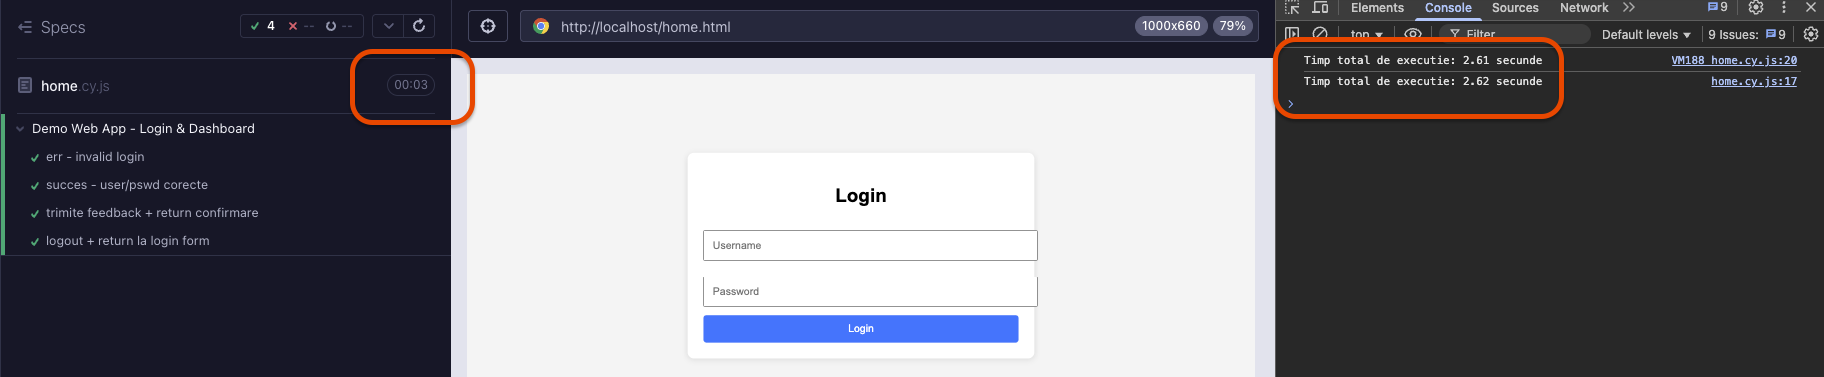 Specs
4
--
--
home.cy.js
00:03
Demo Web App - Login & Dashboard
err - invalid login
succes - user/pswd corecte
trimite feedback + return confirmare
logout + return la login form
http://localhost/home.html
1000x660
79%
Login
Username
Password
Login
Elements
Console
Sources
Network
9
top
Filter
Default levels
9 Issues:
9
Timp total de executie: 2.61 secunde
VM188 home.cy.js:20
Timp total de executie: 2.62 secunde
home.cy.js:17